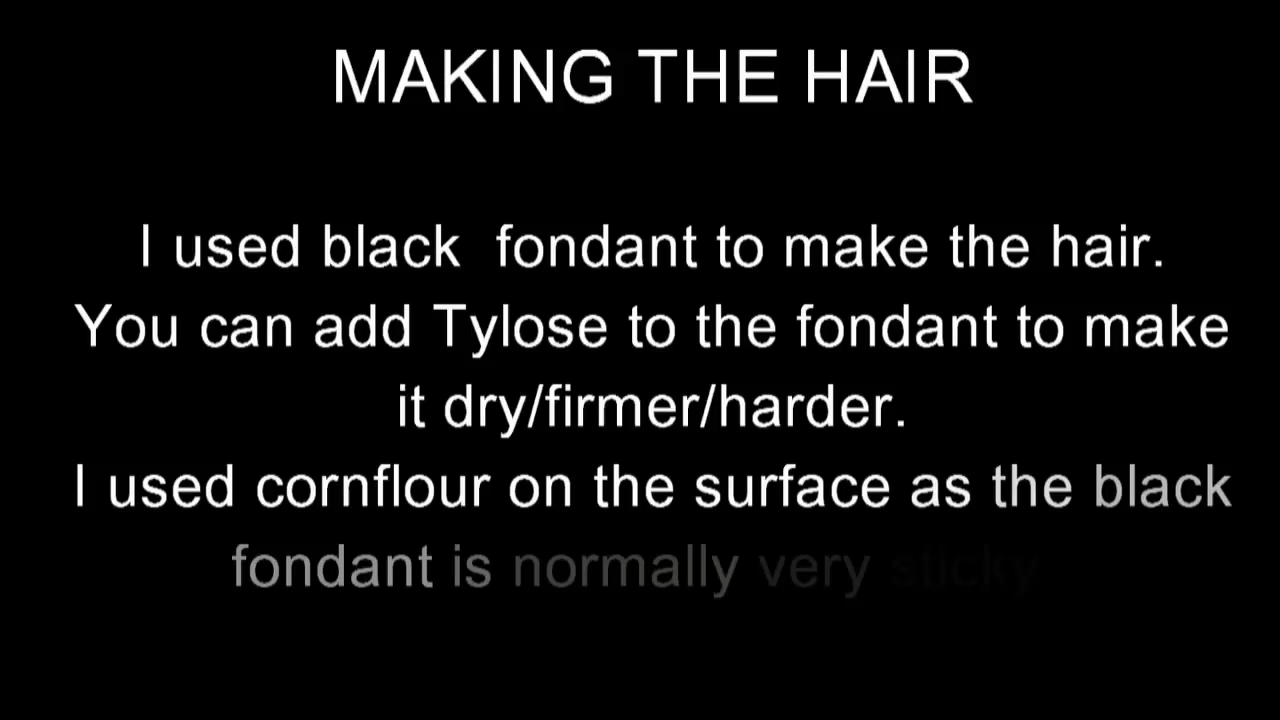 MAKING THE HAIR
I used black  fondant to make the hair.
You can add Tylose to the fondant to make
it dry/firmer/harder.
I used cornflour on the surface as the black
fondant is normally very sticky